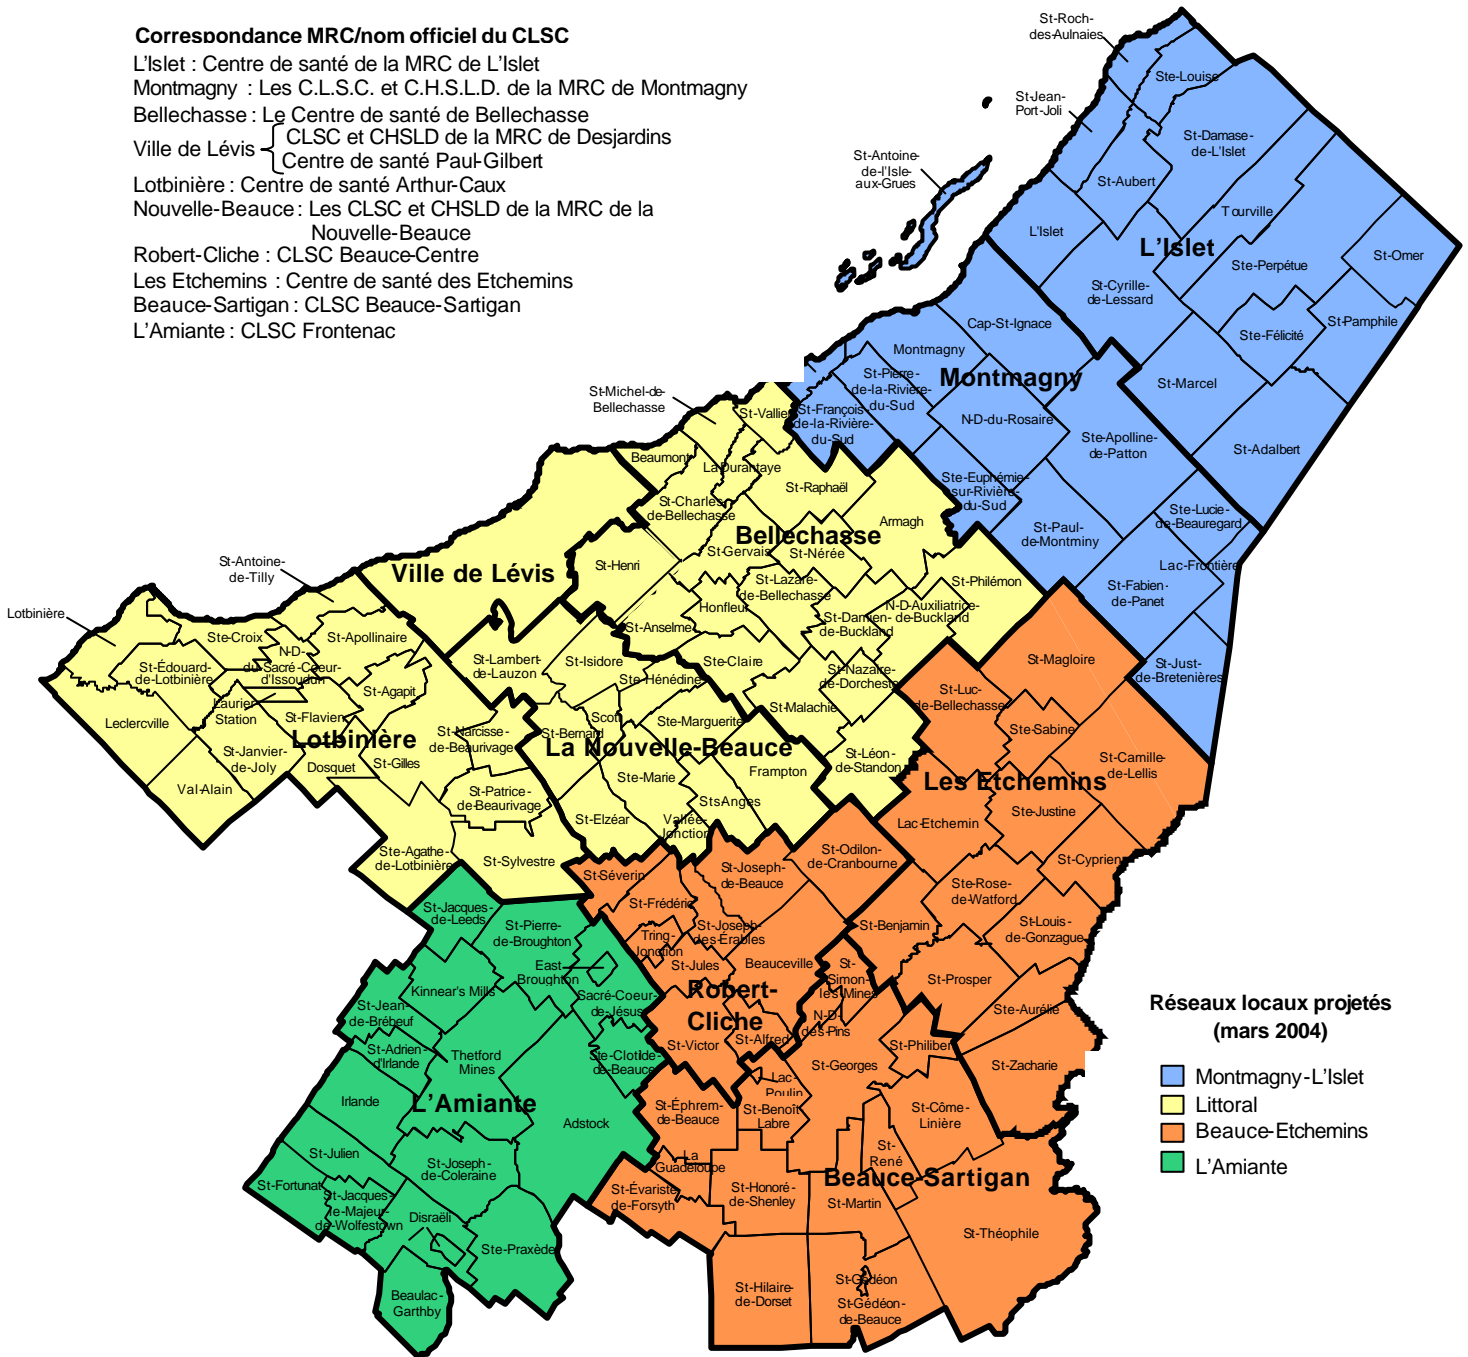 Correspondance MRC/nom officiel du CLSC
L'Islet : Centre de santé de la MRC de L'Islet
Montmagny : Les C.L.S.C. et C.H.S.L.D. de la MRC de Montmagny
Bellechasse : Le Centre de santé de Bellechasse
Ville de Lévis
CLSC et CHSLD de la MRC de Desjardins
Centre de santé Paul-Gilbert
Lotbinière : Centre de santé Arthur-Caux
Nouvelle-Beauce : Les CLSC et CHSLD de la MRC de la
Nouvelle-Beauce
Robert-Cliche : CLSC Beauce-Centre
Les Etchemins : Centre de santé des Etchemins
Beauce-Sartigan : CLSC Beauce-Sartigan
L'Amiante : CLSC Frontenac
St-Roch-
des-Aulnaies
Ste-Louise
St-Jean-
Port-Joli
St-Damase-
de-L'Islet
St-Antoine-
de-l'Isle-
aux-Grues
St-Aubert
Tourville
L'Islet
L'Islet
St-Omer
Ste-Perpétue
St-Cyrille-
de-Lessard
Ste-Félicité
St-Pamphile
St-Marcel
St-Adalbert
Cap-St-Ignace
Montmagny
Montmagny
St-Pierre-
de-la-Rivière-
du-Sud
St-François-
de-la-Rivière-
du-Sud
N-D-du-Rosaire
Ste-Apolline-
de-Patton
Ste-Euphémie-
sur-Rivière-
du-Sud
St-Paul-
de-Montminy
Ste-Lucie-
de-Beauregard
Lac-Frontière
St-Fabien-
de-Panet
St-Just-
de-Bretenières
St-Michel-de-
Bellechasse
St-Vallier
Beaumont
La Durantaye
St-Raphaël
St-Charles-
de-Bellechasse
Armagh
Bellechasse
St-Gervais
St-Nérée
St-Henri
St-Lazare-
de-Bellechasse
Honfleur
St-Philémon
N-D-Auxiliatrice-
de-Buckland
St-Damien-
de-Buckland
St-Anselme
Ste-Claire
St-Nazaire-
de-Dorchester
St-Malachie
St-Léon-
de-Standon
Ville de Lévis
St-Antoine-
de-Tilly
Lotbinière
Ste-Croix
St-Apollinaire
N-D-
du-Sacré-Coeur-
d'Issoudun
St-Édouard-
de-Lotbinière
St-Agapit
Laurier-
Station
St-Flavien
Leclercville
Lotbinière
St-Narcisse-
de-Beaurivage
St-Janvier-
de-Joly
Dosquet
St-Gilles
Val-Alain
St-Patrice-
de-Beaurivage
Ste-Agathe-
de-Lotbinière
St-Sylvestre
St-Lambert-
de-Lauzon
St-Isidore
Ste-Hénédine
Scott
Ste-Marguerite
St-Bernard
La Nouvelle-Beauce
Ste-Marie
Frampton
Sts-Anges
St-Elzéar
Vallée-
Jonction
St-Magloire
St-Luc-
de-Bellechasse
Ste-Sabine
St-Camille-
de-Lellis
Les Etchemins
Lac-Etchemin
Ste-Justine
St-Cyprien
Ste-Rose-
de-Watford
St-Louis-
de-Gonzague
St-Benjamin
St-Prosper
Ste-Aurélie
St-Zacharie
St-Odilon-
de-Cranbourne
St-Joseph-
de-Beauce
St-Séverin
St-Frédéric
St-Joseph-
des-Érables
Tring-
Jonction
St-Jules
Beauceville
Robert-
Cliche
St-Victor
St-Alfred
St-
Simon-
les-Mines
N-D-
des-Pins
St-Philibert
St-Georges
Lac-
Poulin
St-Éphrem-
de-Beauce
St-Benoît-
Labre
St-Côme-
Linière
St-
René
La
Guadeloupe
Beauce-Sartigan
St-Évariste-
de-Forsyth
St-Honoré-
de-Shenley
St-Martin
St-Théophile
St-Hilaire-
de-Dorset
St-Gédéon
St-Gédéon-
de-Beauce
St-Jacques-
de-Leeds
St-Pierre-
de-Broughton
East
Broughton
Kinnear's Mills
Sacré-Coeur-
de-Jésus
St-Jean-
de-Brébeuf
St-Adrien-
d'Irlande
Thetford
Mines
Ste-Clotilde-
de-Beauce
Irlande
L'Amiante
Adstock
St-Julien
St-Joseph-
de-Coleraine
St-Fortunat
St-Jacques-
le-Majeur-
de-Wolfestown
Disraëli
Ste-Praxède
Beaulac-
Garthby
Réseaux locaux projetés
(mars 2004)
Montmagny-L'Islet
Littoral
Beauce-Etchemins
L'Amiante